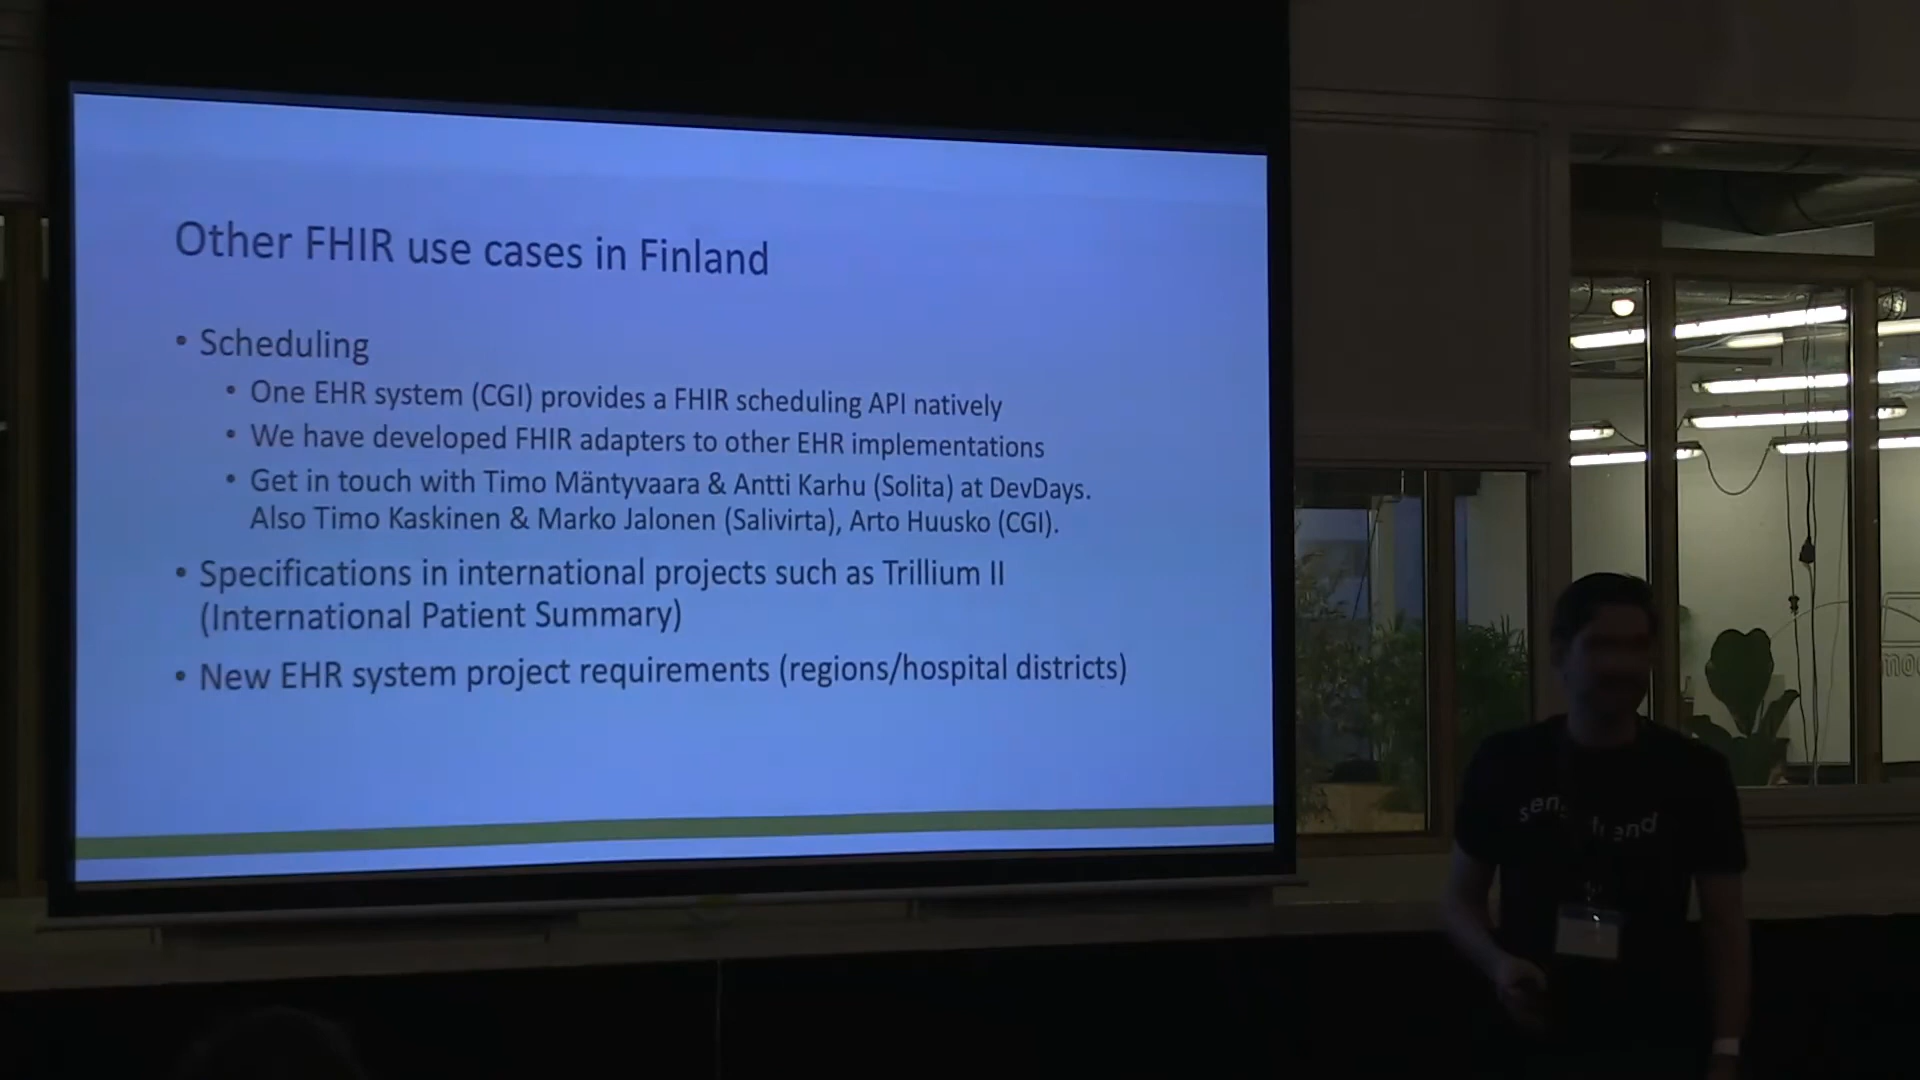 Other FHIR use cases in Finland
• Scheduling
• One EHR system (CGI) provides a FHIR scheduling API natively
• We have developed FHIR adapters to other EHR implementations
• Get in touch with Timo Mäntyvaara & Antti Karhu (Solita) at DevDays.
Also Timo Kaskinen & Marko Jalonen (Salivirta), Arto Huusko (CGI).
• Specifications in international projects such as Trillium II
(International Patient Summary)
• New EHR system project requirements (regions/hospital districts)